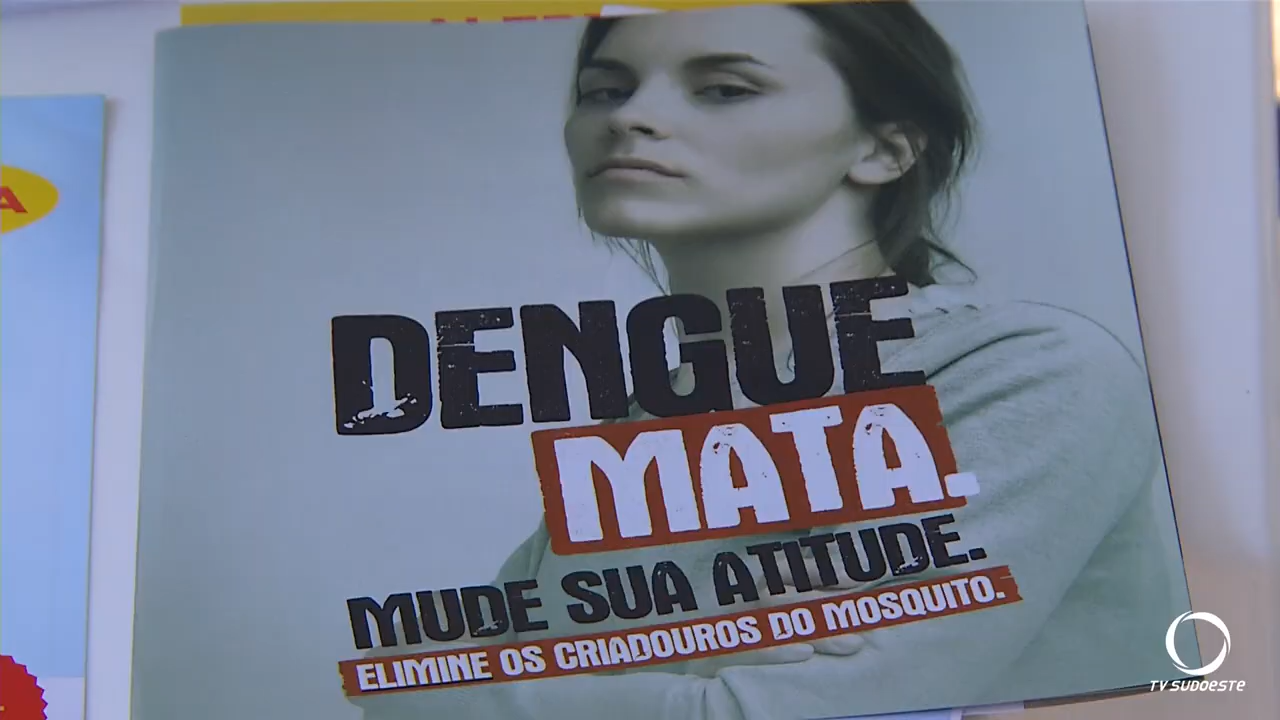 DENGUE
MATA.
MUDE SUA ATITUDE.
ELIMINE OS CRIADOUROS DO MOSQUITO.
TV SUDOESTE